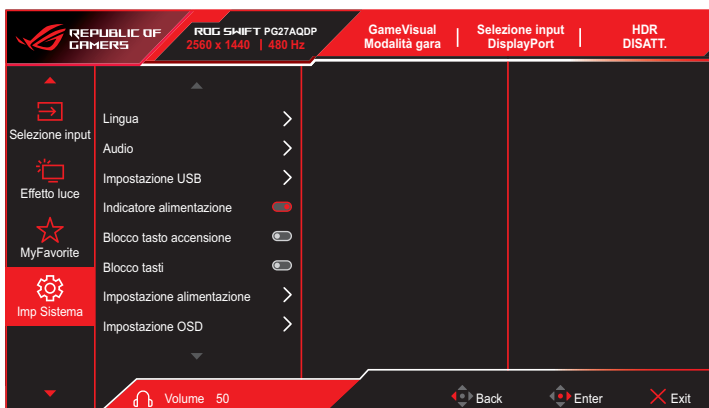 REPUBLIC OF
GAMERS
ROG SWIFT PG27AQDP
2560 x 1440 | 480 Hz
GameVisual
Modalità gara
Selezione input
DisplayPort
HDR
DISATT.
Selezione input
Effetto luce
MyFavorite
Imp Sistema
Lingua
Audio
Impostazione USB
Indicatore alimentazione
Blocco tasto accensione
Blocco tasti
Impostazione alimentazione
Impostazione OSD
Volume 50
Back
Enter
Exit